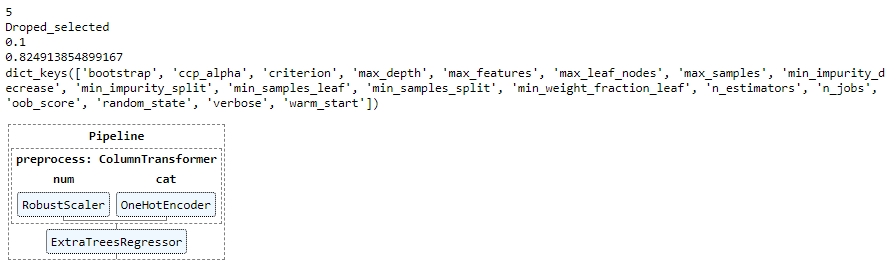 5
Droped_selected
0.1
0.824913854899167
dict_keys(['bootstrap', 'ccp_alpha', 'criterion', 'max_depth', 'max_features', 'max_leaf_nodes', 'max_samples', 'min_impurity_d
ecrease', 'min_impurity_split', 'min_samples_leaf', 'min_samples_split', 'min_weight_fraction_leaf', 'n_estimators', 'n_jobs',
'oob_score', 'random_state', 'verbose', 'warm_start'])
Pipeline
preprocess: ColumnTransformer
num cat
RobustScaler OneHotEncoder
ExtraTreesRegressor